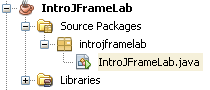 IntroJFrameLab
Source Packages
introjframelab
IntroJFrameLab.java
Libraries